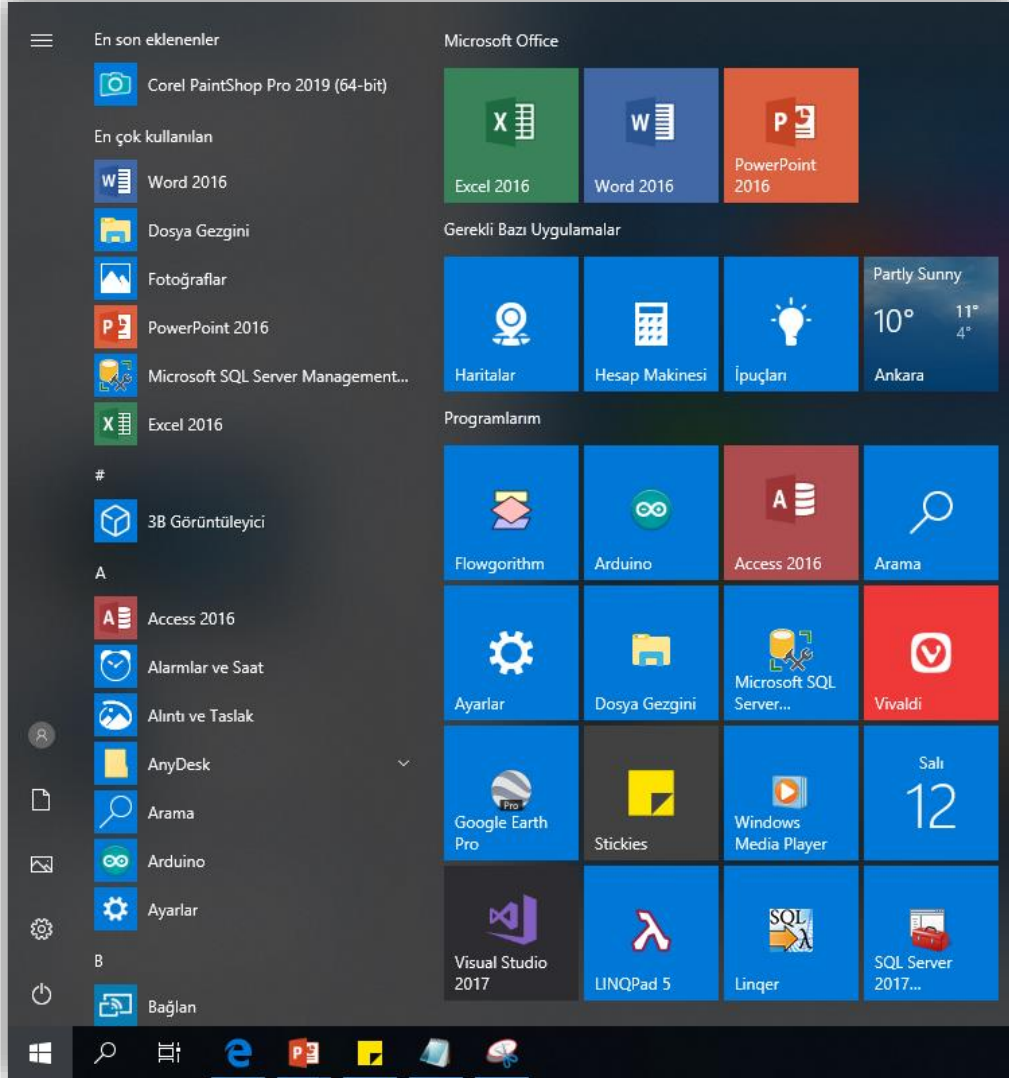 En son eklenenler
Corel PaintShop Pro 2019 (64-bit)
En çok kullanılan
Word 2016
Dosya Gezgini
Fotoğraflar
PowerPoint 2016
Microsoft SQL Server Management...
Excel 2016
#
3B Görüntüleyici
A
Access 2016
Alarmlar ve Saat
Alıntı ve Taslak
AnyDesk
Arama
Arduino
Ayarlar
B
Bağlan
Microsoft Office
Excel 2016
Word 2016
PowerPoint
2016
Gerekli Bazı Uygulamalar
Haritalar
Hesap Makinesi
İpuçları
Partly Sunny
10°
11°
4°
Ankara
Programlarım
Flowgorithm
Arduino
Access 2016
Arama
Ayarlar
Dosya Gezgini
Microsoft SQL
Server...
Vivaldi
Pro
Google Earth
Pro
Stickies
Windows
Media Player
Salı
12
Visual Studio
2017
LINQPad 5
SQL
λ
Linqer
SQL Server
2017...